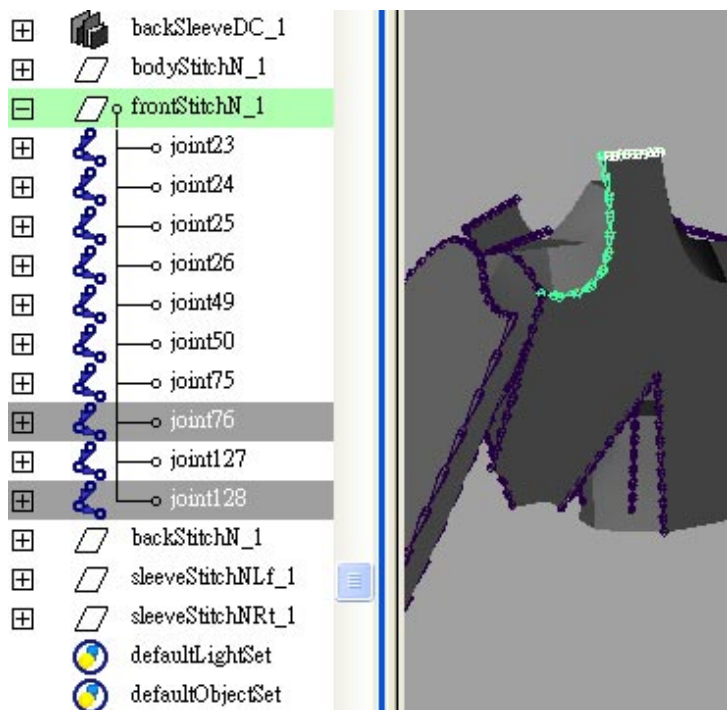 backSleeveDC_1
bodyStitchN_1
frontStitchN_1
joint23
joint24
joint25
joint26
joint49
joint50
joint75
joint76
joint127
joint128
backStitchN_1
sleeveStitchNLf_1
sleeveStitchNRt_1
defaultLightSet
defaultObjectSet